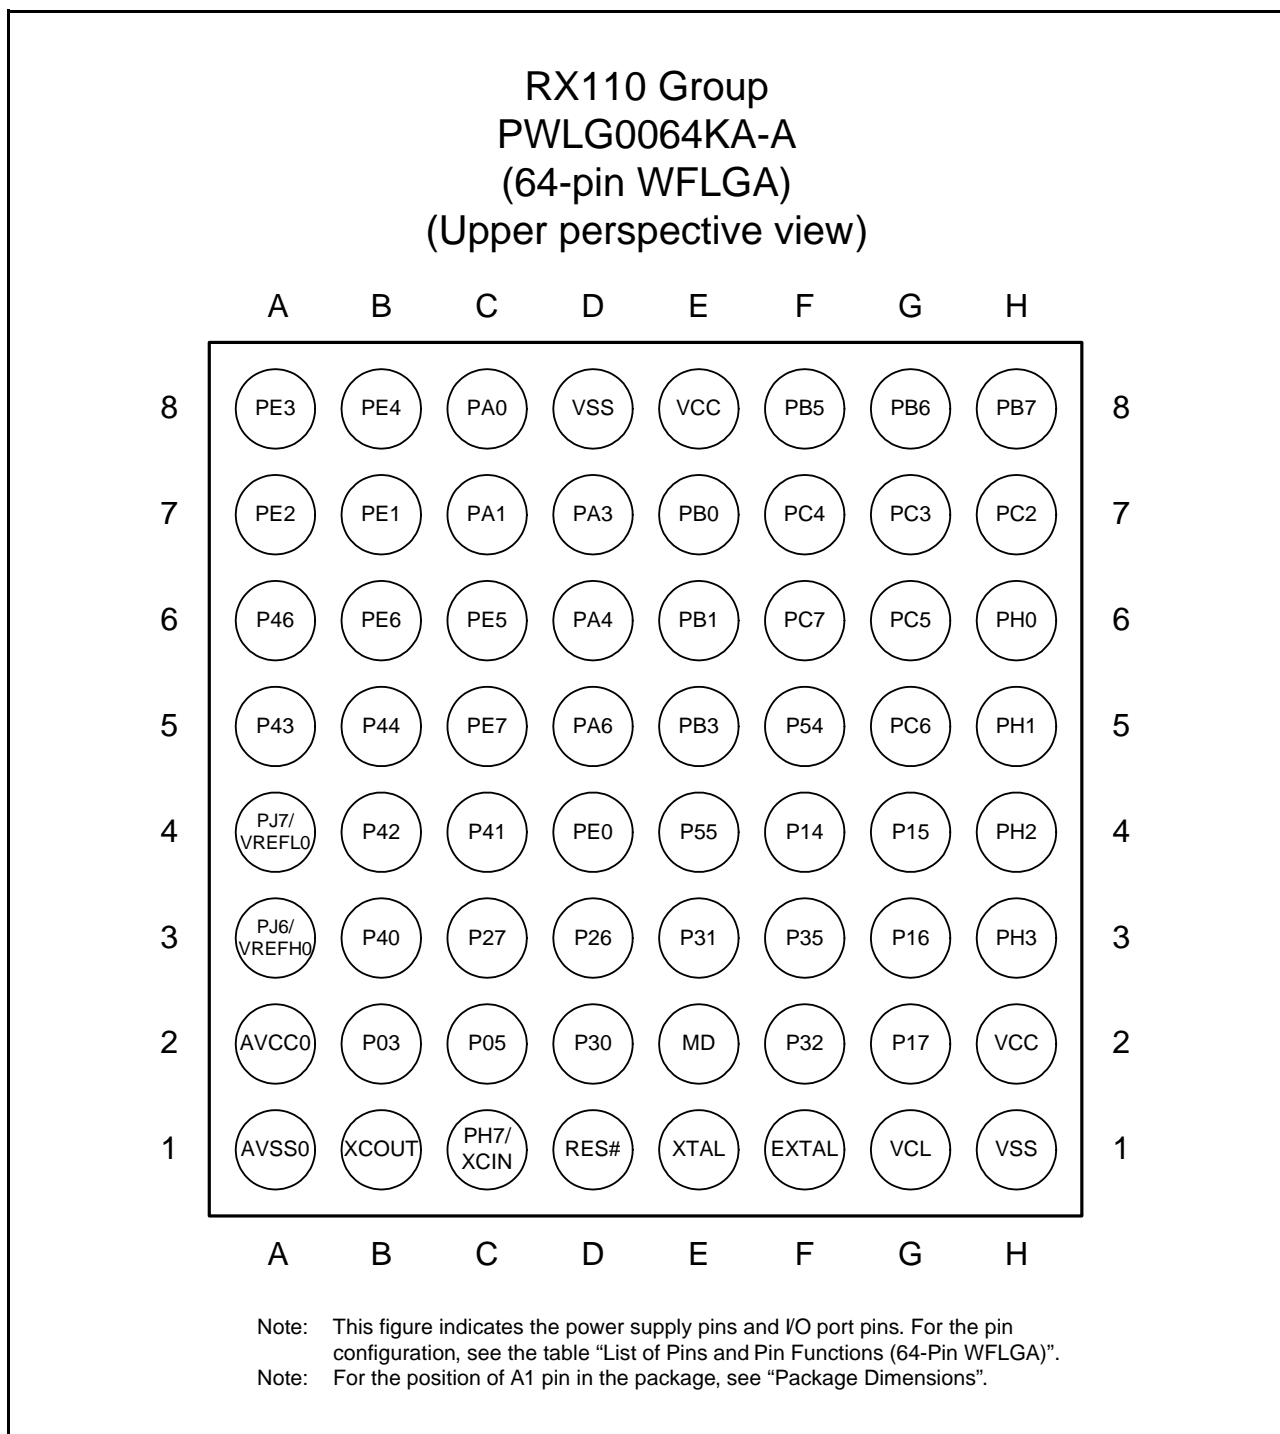 RX110 Group
PWLG0064KA-A
(64-pin WFLGA)
(Upper perspective view)
A B C D E F G H
8 PE3 PE4 PA0 VSS VCC PB5 PB6 PB7 8
7 PE2 PE1 PA1 PA3 PB0 PC4 PC3 PC2 7
6 P46 PE6 PE5 PA4 PB1 PC7 PC5 PH0 6
5 P43 P44 PE7 PA6 PB3 P54 PC6 PH1 5
4 PJ7/ VREFL0 P42 P41 PE0 P55 P14 P15 PH2 4
3 PJ6/ VREFH0 P40 P27 P26 P31 P35 P16 PH3 3
2 AVCC0 P03 P05 P30 MD P32 P17 VCC 2
1 AVSS0 XCOUT PH7/ XCIN RES# XTAL EXTAL VCL VSS 1
A B C D E F G H
Note: This figure indicates the power supply pins and I/O port pins. For the pin
configuration, see the table “List of Pins and Pin Functions (64-Pin WFLGA)”.
Note: For the position of A1 pin in the package, see “Package Dimensions”.